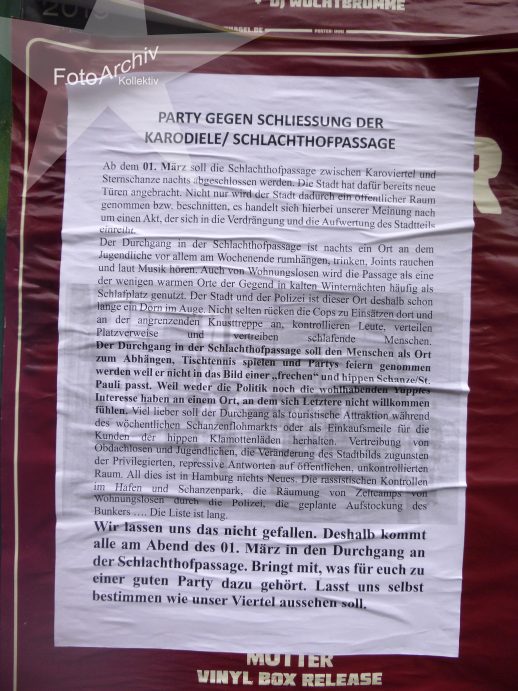 2018
+ DJ WUCHTBRUMME
FotoArchiv
Kollektiv
PARTY GEGEN SCHLIESSUNG DER
KARODIELE/ SCHLACHTHOFPASSAGE
Ab dem 01. März soll die Schlachthofpassage zwischen Karoviertel und
Sternschanze nachts abgeschlossen werden. Die Stadt hat dafür bereits neue
Türen angebracht. Nicht nur wird der Stadt dadurch ein öffentlicher Raum
genommen bzw. beschnitten, es handelt sich hierbei unserer Meinung nach
um einen Akt, der sich in die Verdrängung und die Aufwertung des Stadtteils
einreiht.
Der Durchgang in der Schlachthofpassage ist nachts ein Ort an dem
Jugendliche vor allem am Wochenende rumhängen, trinken, Joints rauchen
und laut Musik hören. Auch von Wohnungslosen wird die Passage als eine
der wenigen warmen Orte der Gegend in kalten Winternächten häufig als
Schlafplatz genutzt. Der Stadt und der Polizei ist dieser Ort deshalb schon
lange ein Dorn im Auge. Nicht selten rücken die Cops zu Einsätzen dort und
an der angrenzenden Knusttreppe an, kontrollieren Leute, verteilen
Platzverweise und vertreiben schlafende Menschen.
Der Durchgang in der Schlachthofpassage soll den Menschen als Ort
zum Abhängen, Tischtennis spielen und Partys feiern genommen
werden weil er nicht in das Bild einer „frechen“ und hippen Schanze/St.
Pauli passt. Weil weder die Politik noch die wohlhabenden Yuppies
Interesse haben an einem Ort, an dem sich Letztere nicht willkommen
fühlen. Viel lieber soll der Durchgang als touristische Attraktion während
des wöchentlichen Schanzenflohmarkts oder als Einkaufsmeile für die
Kunden der hippen Klamottenläden herhalten. Vertreibung von
Obdachlosen und Jugendlichen, die Veränderung des Stadtbilds zugunsten
der Privilegierten, repressive Antworten auf öffentlichen, unkontrollierten
Raum. All dies ist in Hamburg nichts Neues. Die rassistischen Kontrollen
im Hafen und Schanzenpark, die Räumung von Zeltcamps von
Wohnungslosen durch die Polizei, die geplante Aufstockung des
Bunkers .... Die Liste ist lang.
Wir lassen uns das nicht gefallen. Deshalb kommt
alle am Abend des 01. März in den Durchgang an
der Schlachthofpassage. Bringt mit, was für euch zu
einer guten Party dazu gehört. Lasst uns selbst
bestimmen wie unser Viertel aussehen soll.
R
MUTTER
VINYL BOX RELEASE